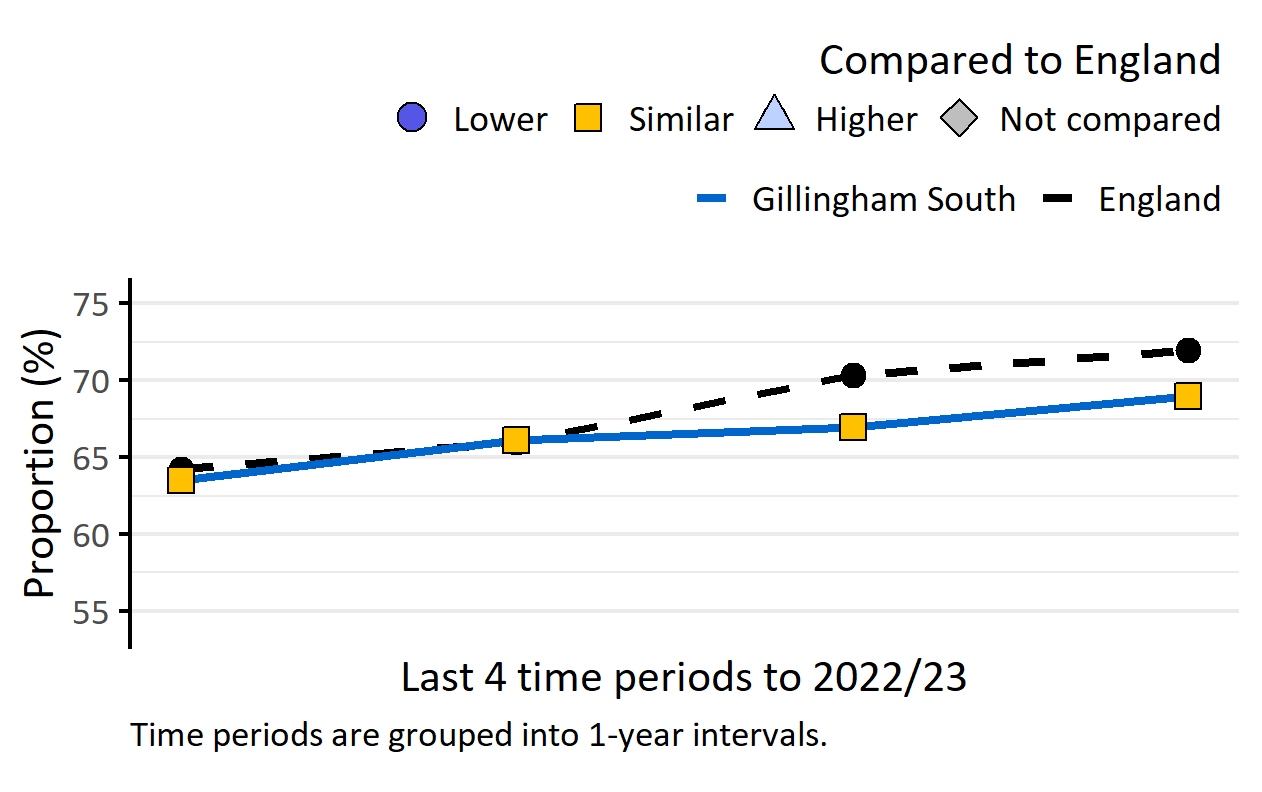 Compared to England
Lower Similar Higher Not compared
Gillingham South England
Proportion (%)
75
70
65
60
55
Last 4 time periods to 2022/23
Time periods are grouped into 1-year intervals.